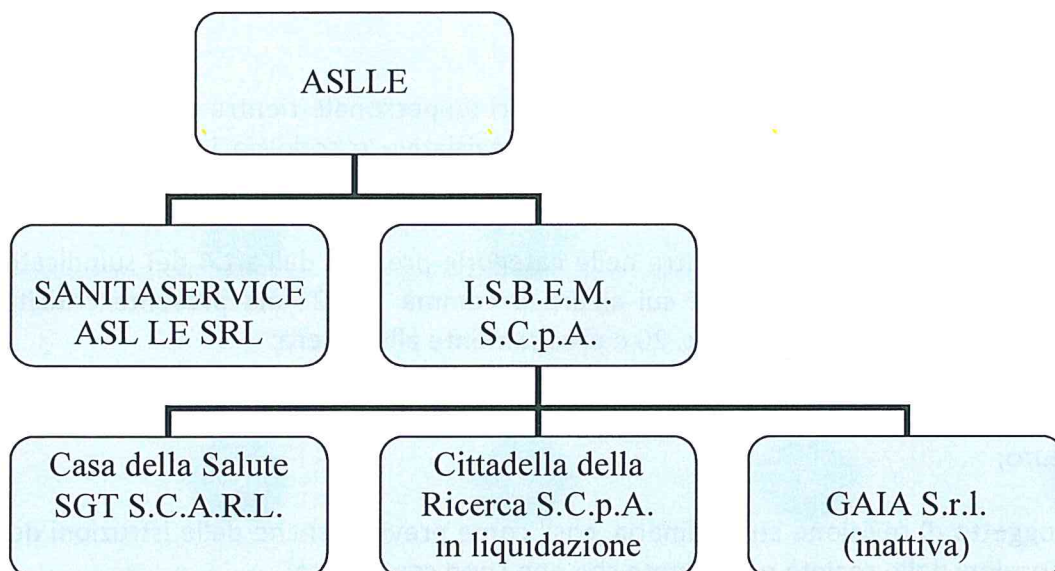 ASLLE
SANITASERVICE
ASL LE SRL
I.S.B.E.M.
S.C.p.A.
Casa della Salute
SGT S.C.A.R.L.
Cittadella della
Ricerca S.C.p.A.
in liquidazione
GAIA S.r.l.
(inattiva)